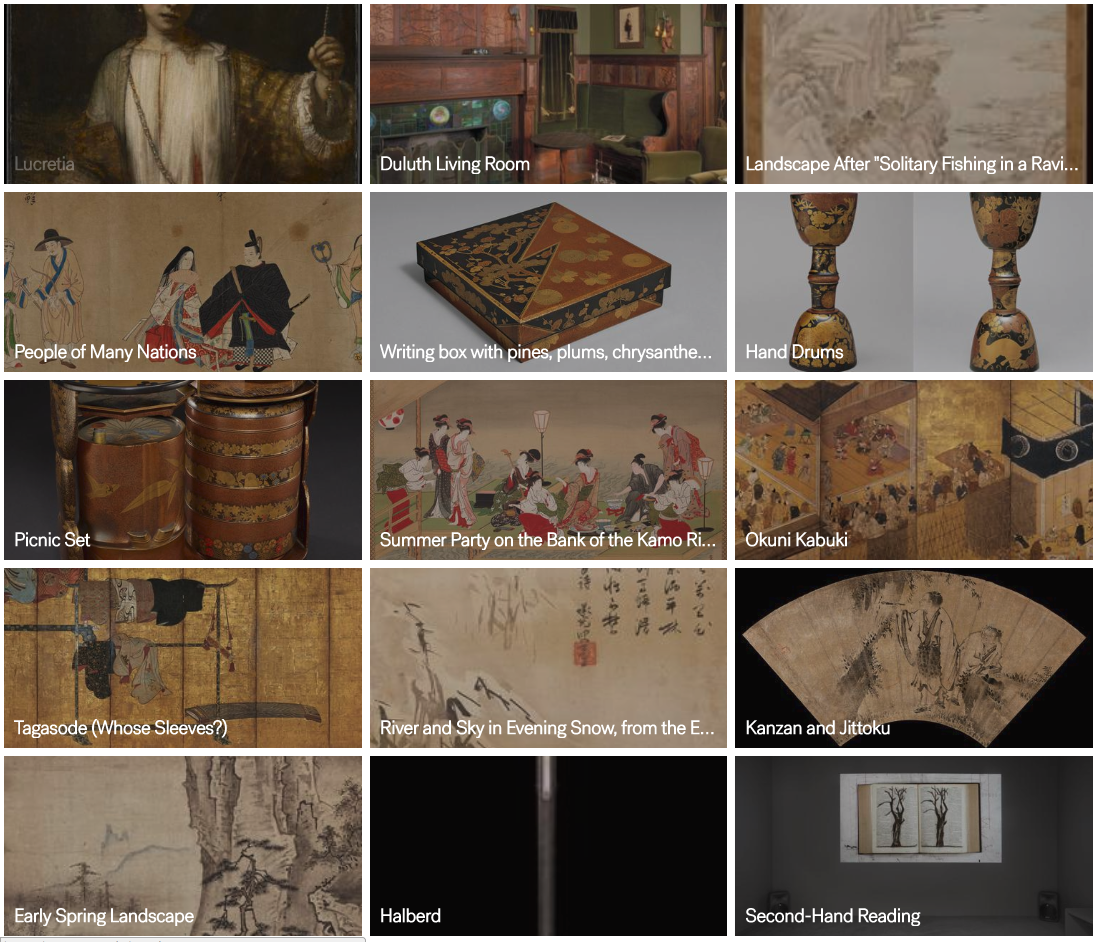 Lucretia
Duluth Living Room
Landscape After "Solitary Fishing in a Ravi...
People of Many Nations
Writing box with pines, plums, chrysanthe...
Hand Drums
Picnic Set
Summer Party on the Bank of the Kamo Ri...
Okuni Kabuki
Tagasode (Whose Sleeves?)
River and Sky in Evening Snow, from the E...
Kanzan and Jittoku
Early Spring Landscape
Halberd
Second-Hand Reading